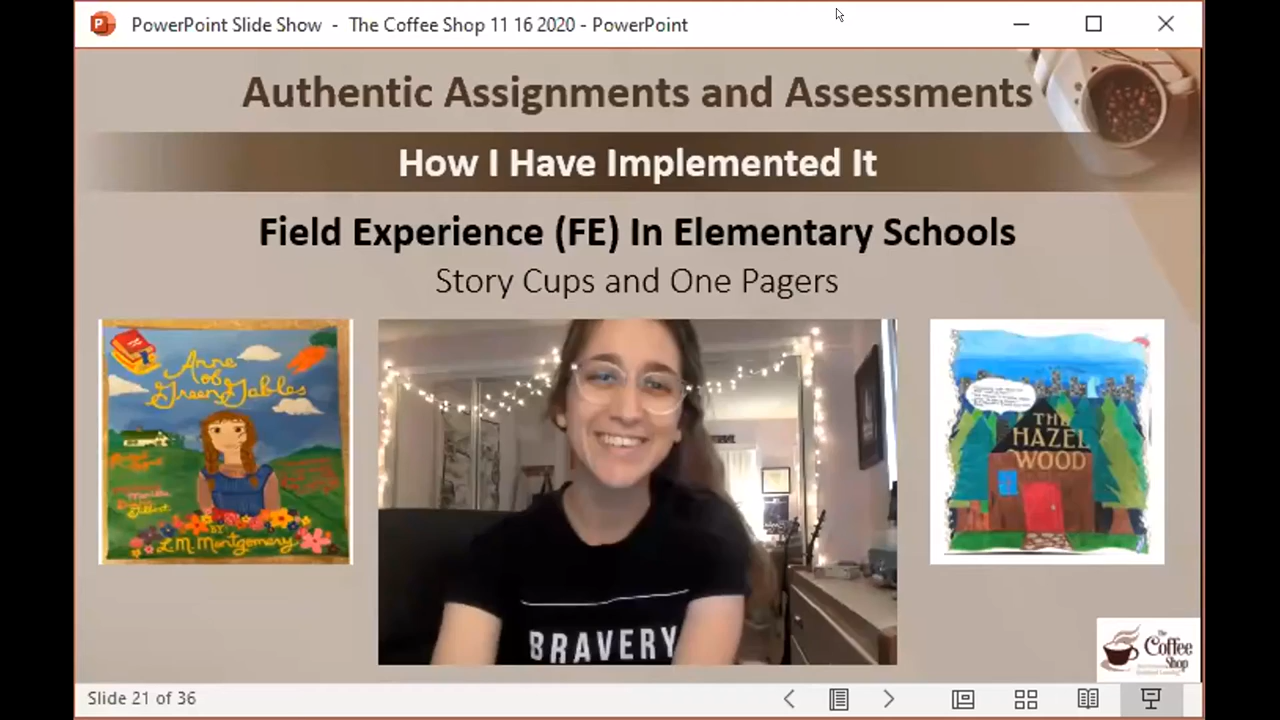 PowerPoint Slide Show - The Coffee Shop 11 16 2020 - PowerPoint
Authentic Assignments and Assessments
How I Have Implemented It
Field Experience (FE) In Elementary Schools
Story Cups and One Pagers
Anne
of
Green Gables
Marilla
Gilbert
BY
L.M. Montgomery
THE
HAZEL
WOOD
BRAVERY
The
Coffee
Shop
Slide 21 of 36